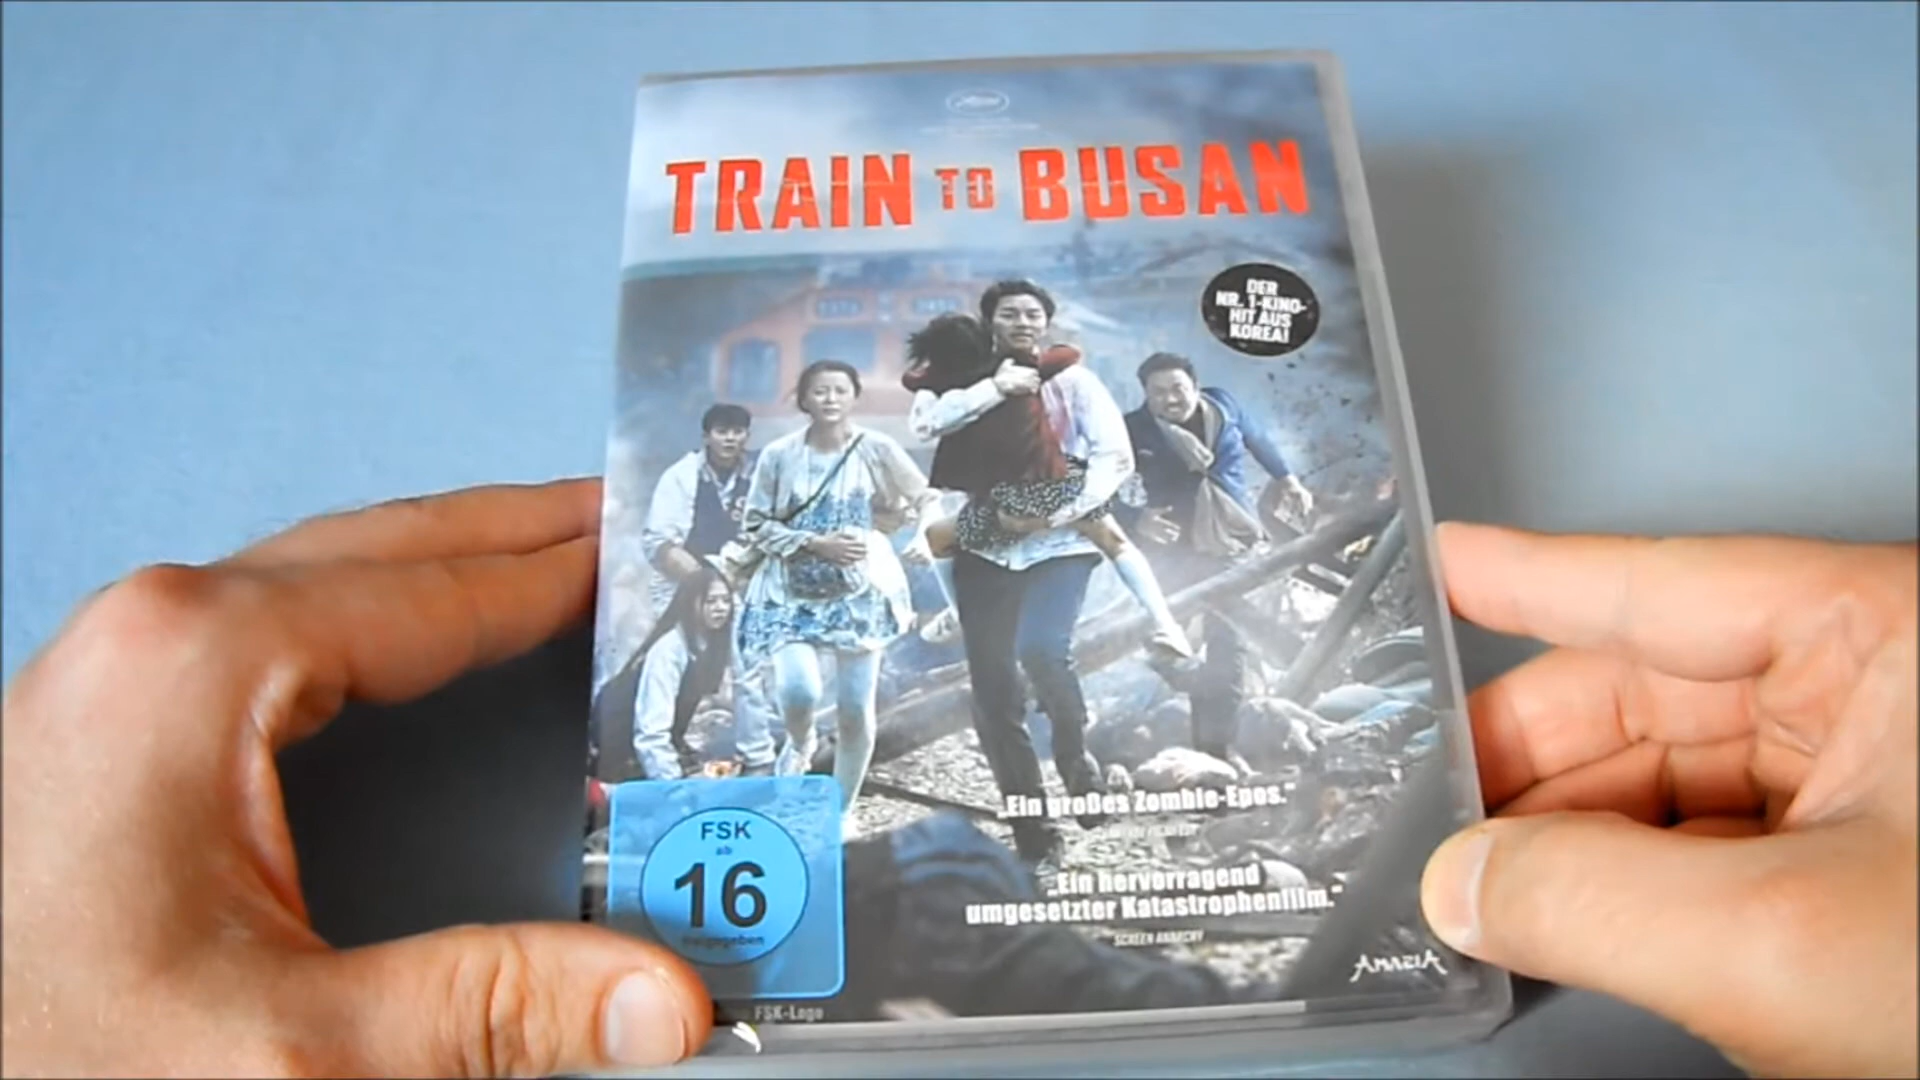 TRAIN TO BUSAN
DER
NR. 1-KINO-
HIT AUS
KOREA!
„Ein großes Zombie-Epos.“
„Ein hervorragend
umgesetzter Katastrophenfilm.“
SCREEN ANARCHY
AMAZIA
FSK
ab
16
freigegeben
FSK-Logo